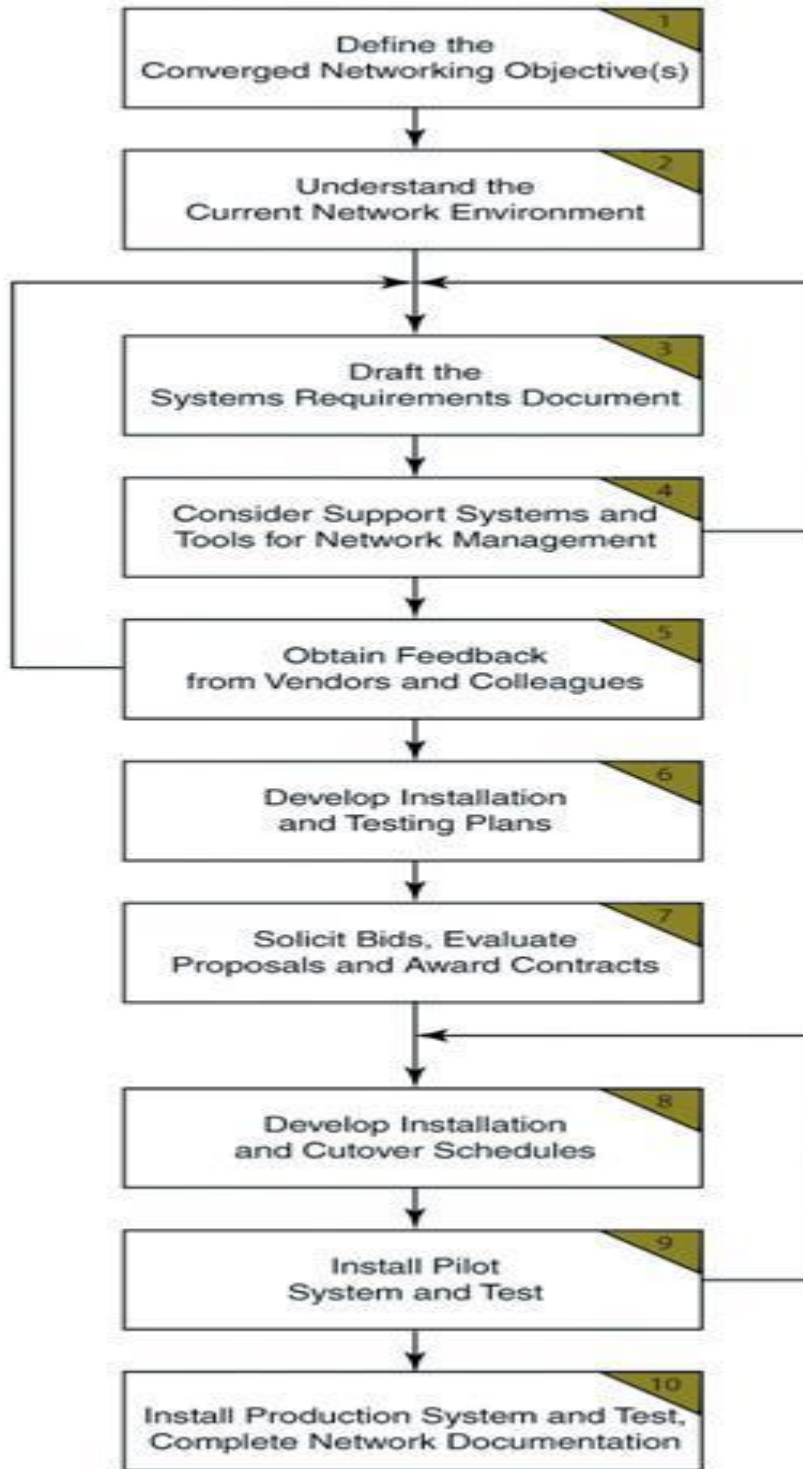 1
Define the
Converged Networking Objective(s)
2
Understand the
Current Network Environment
3
Draft the
Systems Requirements Document
4
Consider Support Systems and
Tools for Network Management
5
Obtain Feedback
from Vendors and Colleagues
6
Develop Installation
and Testing Plans
7
Solicit Bids, Evaluate
Proposals and Award Contracts
8
Develop Installation
and Cutover Schedules
9
Install Pilot
System and Test
10
Install Production System and Test,
Complete Network Documentation